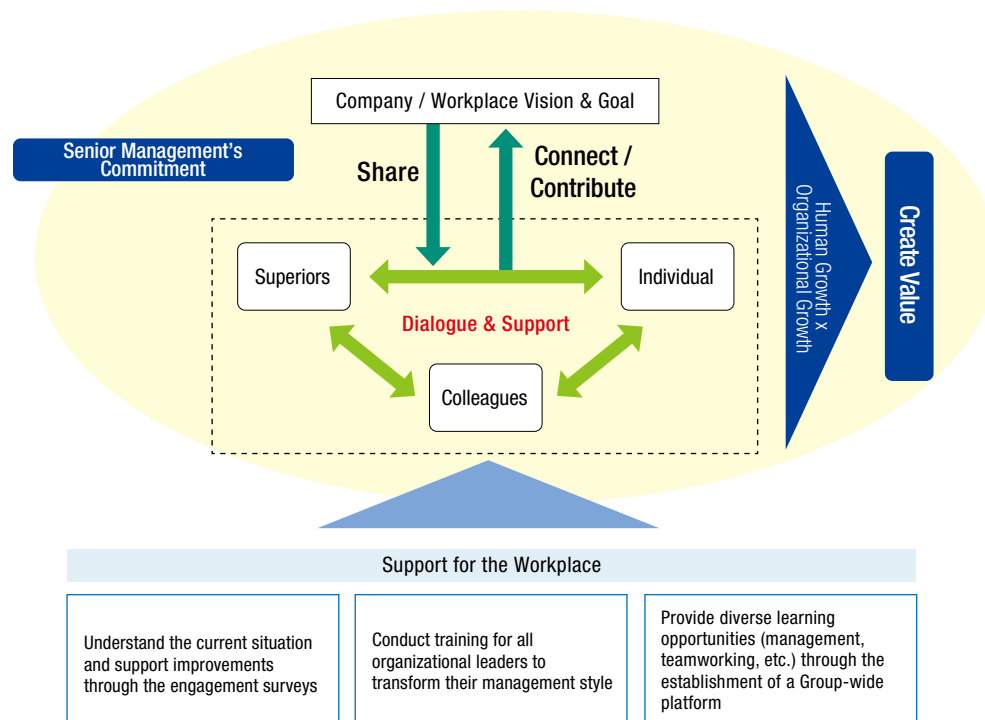 Company / Workplace Vision & Goal
Senior Management's
Commitment
Share
Connect /
Contribute
Superiors
Individual
Dialogue & Support
Colleagues
Human Growth x
Organizational Growth
Create Value
Support for the Workplace
Understand the current situation
and support improvements
through the engagement surveys
Conduct training for all
organizational leaders to
transform their management style
Provide diverse learning
opportunities (management,
teamworking, etc.) through the
establishment of a Group-wide
platform